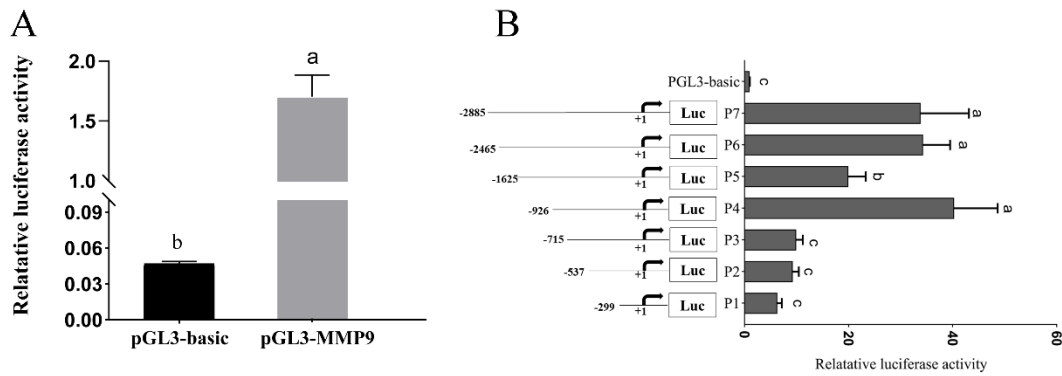 A
Relatative luciferase activity
2.0
a
1.5
1.0
0.09
b
0.06
0.03
0.00
pGL3-basic pGL3-MMP9
B
PGL3-basic c
-2885 +1 Luc P7 a
-2465 +1 Luc P6 a
-1625 +1 Luc P5 b
-926 +1 Luc P4 a
-715 +1 Luc P3 c
-537 +1 Luc P2 c
-299 +1 Luc P1 c
0 20 40 60
Relatative luciferase activity